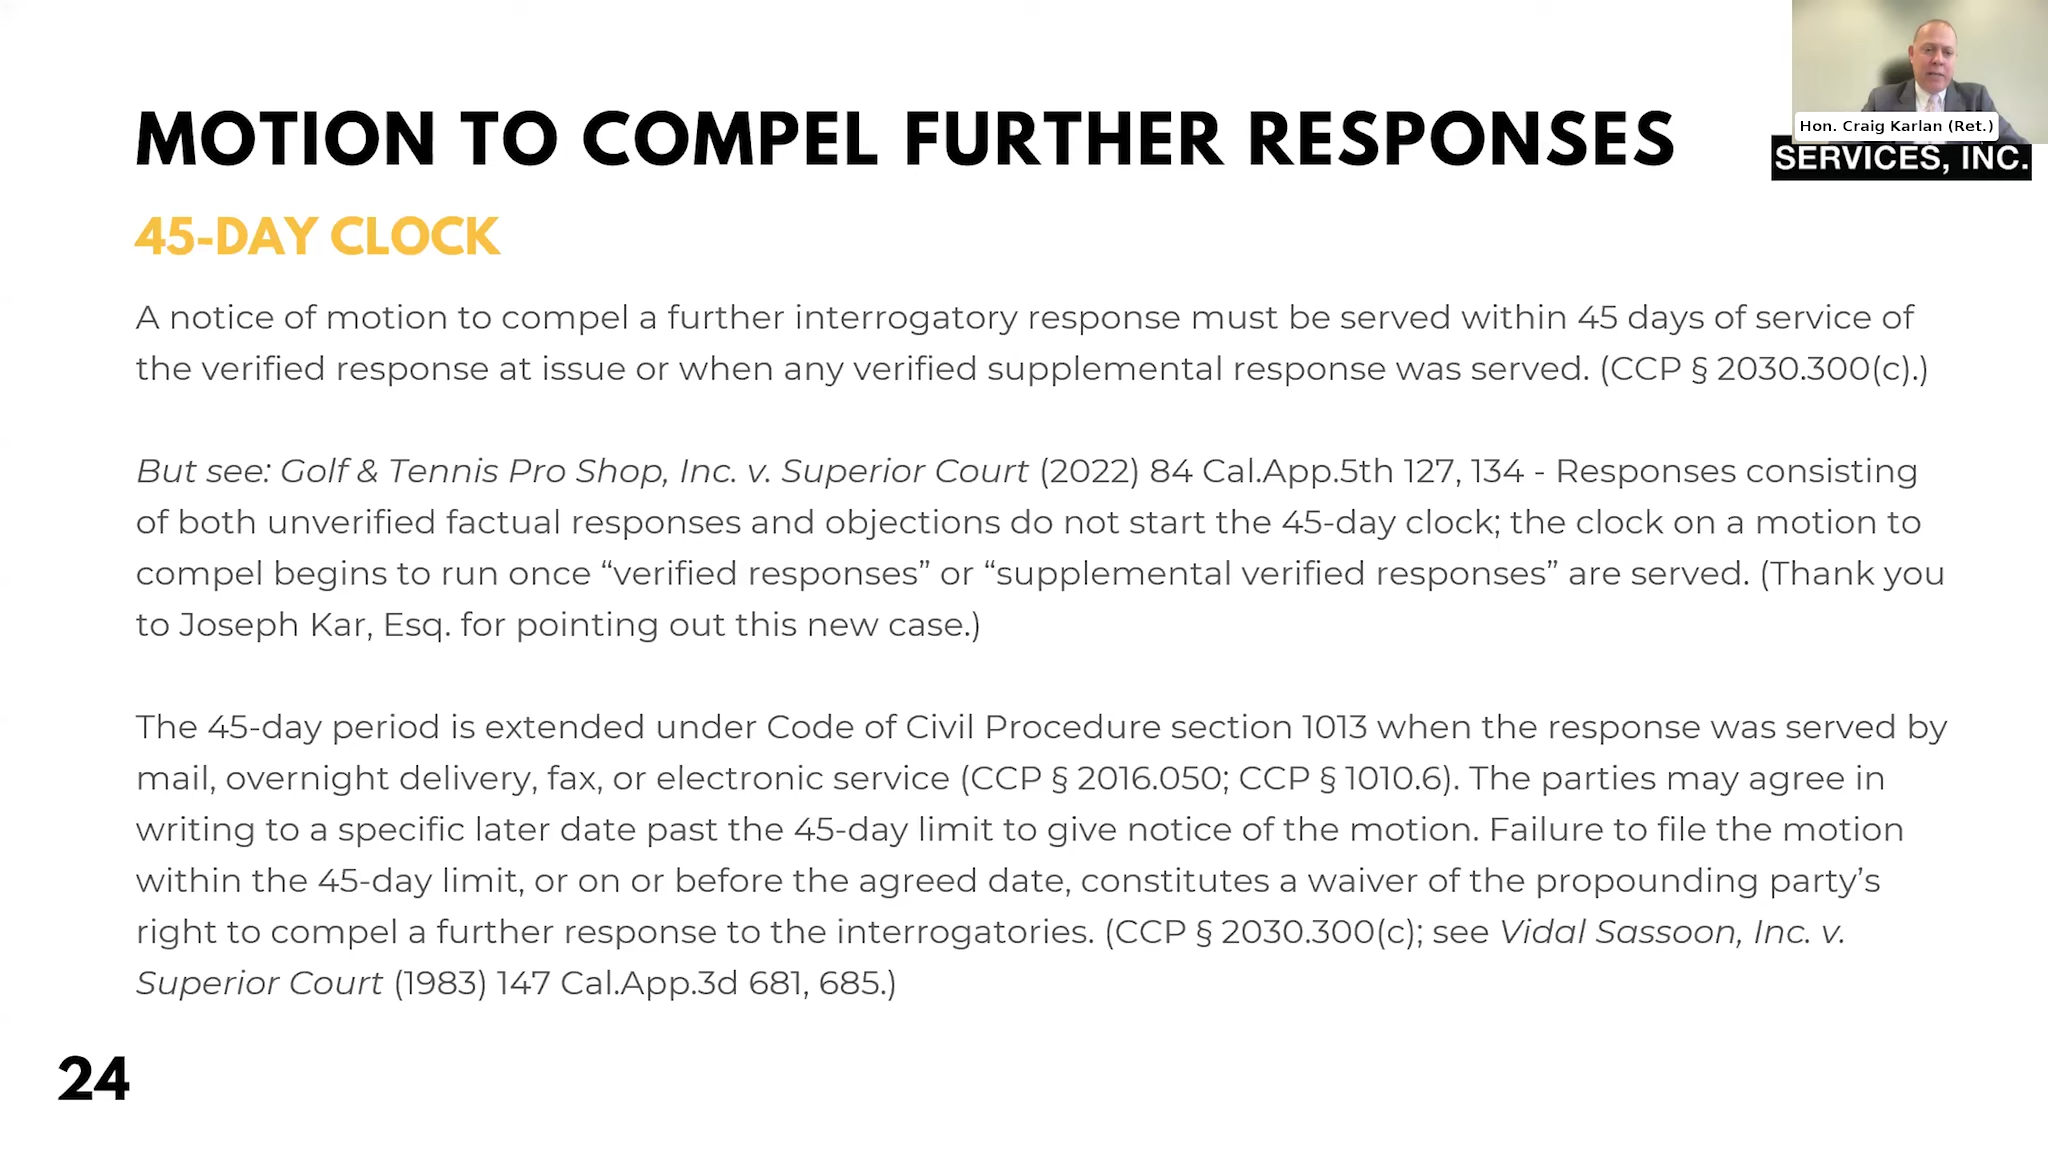 Hon. Craig Karlan (Ret.)
SERVICES, INC.
MOTION TO COMPEL FURTHER RESPONSES
45-DAY CLOCK
A notice of motion to compel a further interrogatory response must be served within 45 days of service of
the verified response at issue or when any verified supplemental response was served. (CCP § 2030.300(c).)
But see: Golf & Tennis Pro Shop, Inc. v. Superior Court (2022) 84 Cal.App.5th 127, 134 - Responses consisting
of both unverified factual responses and objections do not start the 45-day clock; the clock on a motion to
compel begins to run once “verified responses” or “supplemental verified responses” are served. (Thank you
to Joseph Kar, Esq. for pointing out this new case.)
The 45-day period is extended under Code of Civil Procedure section 1013 when the response was served by
mail, overnight delivery, fax, or electronic service (CCP § 2016.050; CCP § 1010.6). The parties may agree in
writing to a specific later date past the 45-day limit to give notice of the motion. Failure to file the motion
within the 45-day limit, or on or before the agreed date, constitutes a waiver of the propounding party’s
right to compel a further response to the interrogatories. (CCP § 2030.300(c); see Vidal Sassoon, Inc. v.
Superior Court (1983) 147 Cal.App.3d 681, 685.)
24